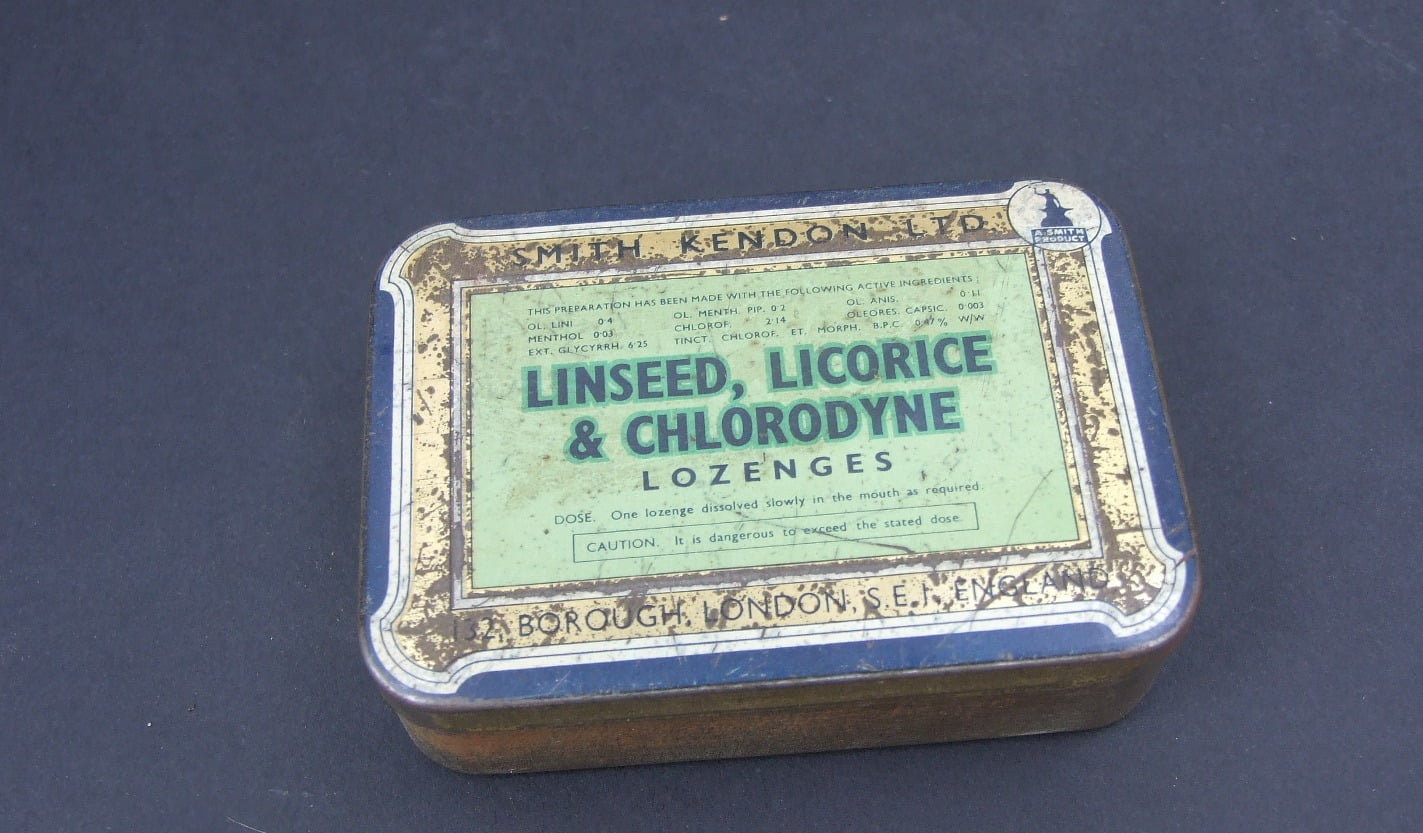 SMITH KENDON LTD
A. SMITH
PRODUCT
THIS PREPARATION HAS BEEN MADE WITH THE FOLLOWING ACTIVE INGREDIENTS:
OL. LINI 0·4 OL. MENTH. PIP. 0·2 OL. ANIS. 0·11
MENTHOL 0·03 CHLOROF. 2·14 OLEORES. CAPSIC. 0·003
EXT. GLYCYRRH. 6·25 TINCT. CHLOROF. ET. MORPH. B.P.C. 0·47% W/W
LINSEED, LICORICE
& CHLORODYNE
LOZENGES
DOSE. One lozenge dissolved slowly in the mouth as required.
CAUTION. It is dangerous to exceed the stated dose.
132, BOROUGH, LONDON, S.E.1. ENGLAND